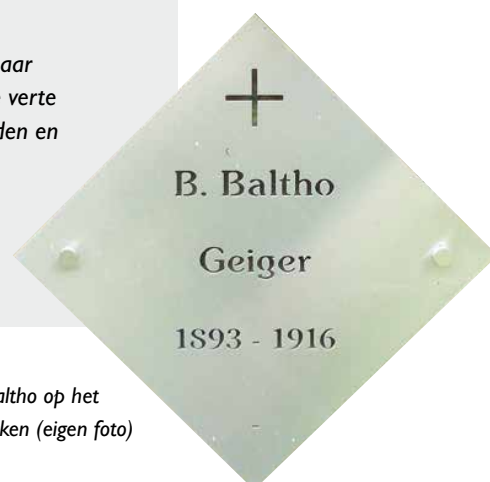 aar
verte
den en
B. Baltho
Geiger
1893 - 1916
altho op het
ken (eigen foto)